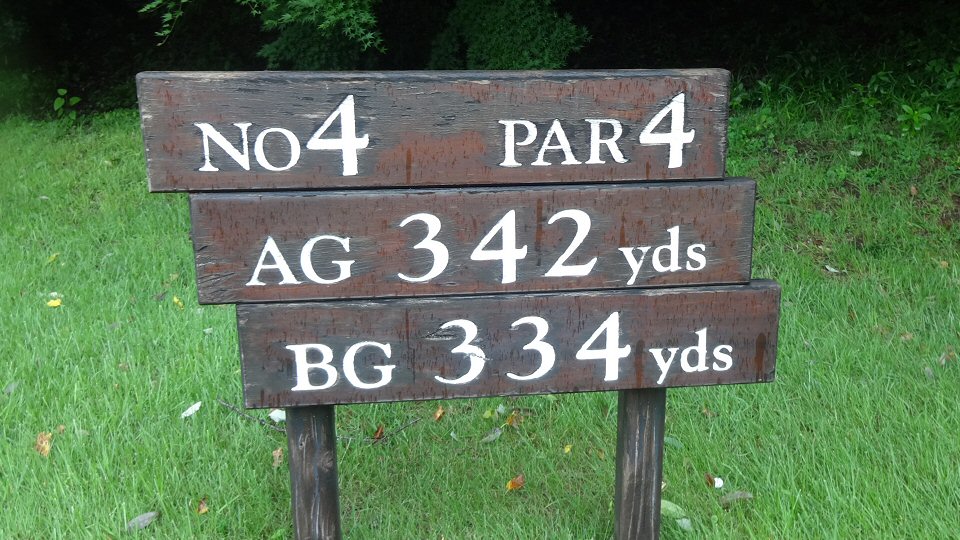 No4 PAR4
AG 342 yds
BG 334 yds